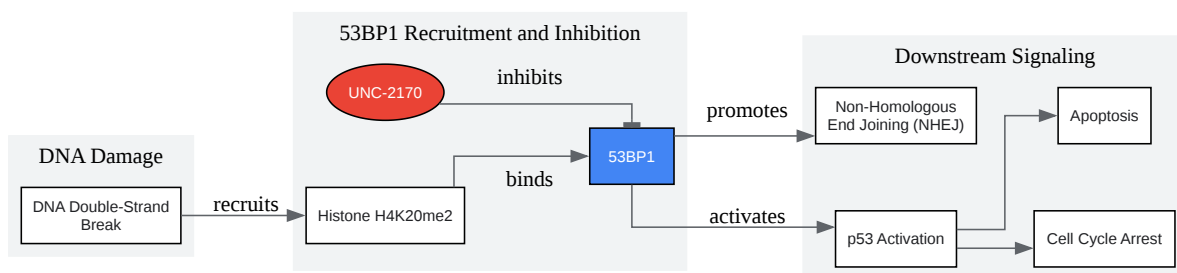 53BP1 Recruitment and Inhibition
Downstream Signaling
UNC-2170
inhibits
promotes
Non-Homologous
End Joining (NHEJ)
Apoptosis
DNA Damage
53BP1
binds
DNA Double-Strand
Break
recruits
Histone H4K20me2
activates
p53 Activation
Cell Cycle Arrest